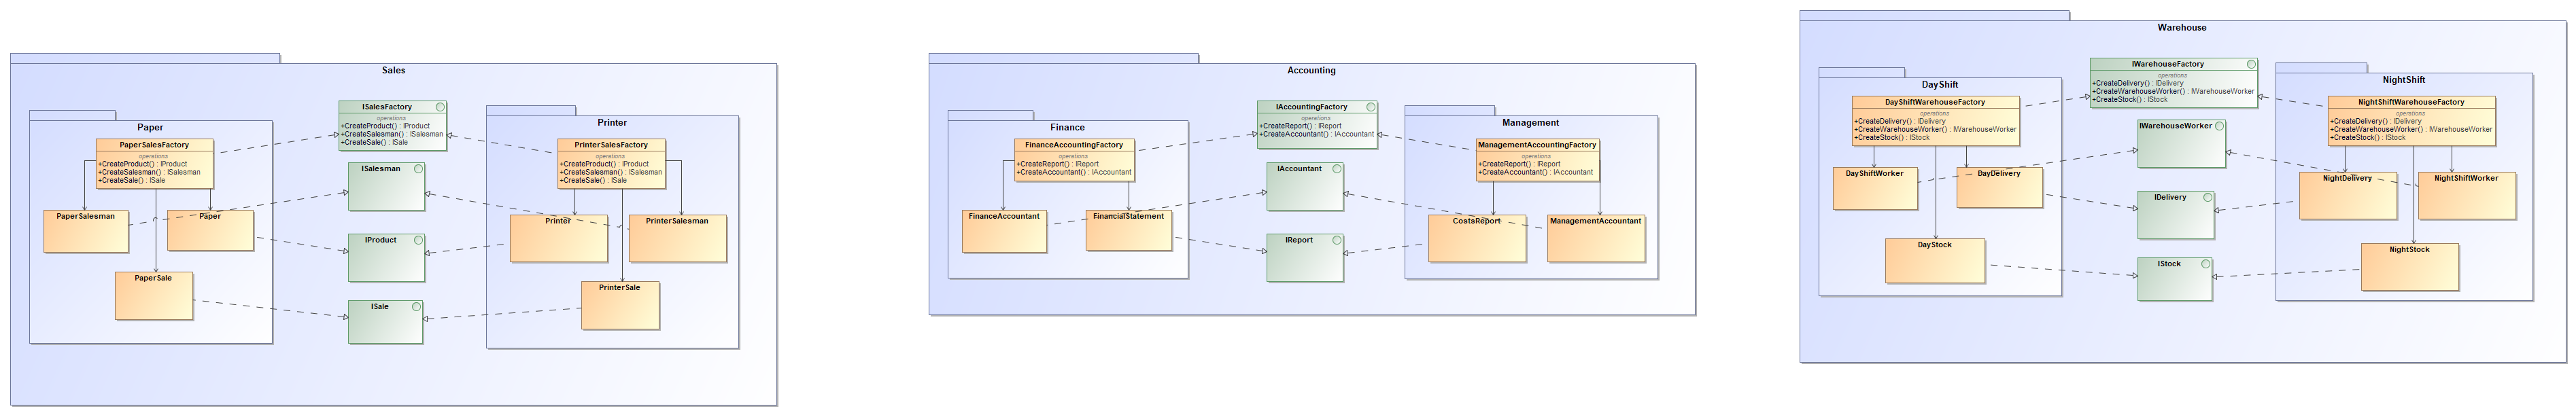 Sales
ISalesFactory
operations
+CreateProduct() : IProduct
+CreateSalesman() : ISalesman
+CreateSale() : ISale
Paper
PaperSalesFactory
operations
+CreateProduct() : IProduct
+CreateSalesman() : ISalesman
+CreateSale() : ISale
Printer
PrinterSalesFactory
operations
+CreateProduct() : IProduct
+CreateSalesman() : ISalesman
+CreateSale() : ISale
ISalesman
PaperSalesman
Paper
Printer
PrinterSalesman
IProduct
PaperSale
PrinterSale
ISale
Accounting
IAccountingFactory
operations
+CreateReport() : IReport
+CreateAccountant() : IAccountant
Finance
FinanceAccountingFactory
operations
+CreateReport() : IReport
+CreateAccountant() : IAccountant
Management
ManagementAccountingFactory
operations
+CreateReport() : IReport
+CreateAccountant() : IAccountant
IAccountant
FinanceAccountant
FinancialStatement
CostsReport
ManagementAccountant
IReport
Warehouse
IWarehouseFactory
operations
+CreateDelivery() : IDelivery
+CreateWarehouseWorker() : IWarehouseWorker
+CreateStock() : IStock
DayShift
DayShiftWarehouseFactory
operations
+CreateDelivery() : IDelivery
+CreateWarehouseWorker() : IWarehouseWorker
+CreateStock() : IStock
NightShift
NightShiftWarehouseFactory
operations
+CreateDelivery() : IDelivery
+CreateWarehouseWorker() : IWarehouseWorker
+CreateStock() : IStock
IWarehouseWorker
DayShiftWorker
DayDelivery
NightDelivery
NightShiftWorker
IDelivery
DayStock
NightStock
IStock